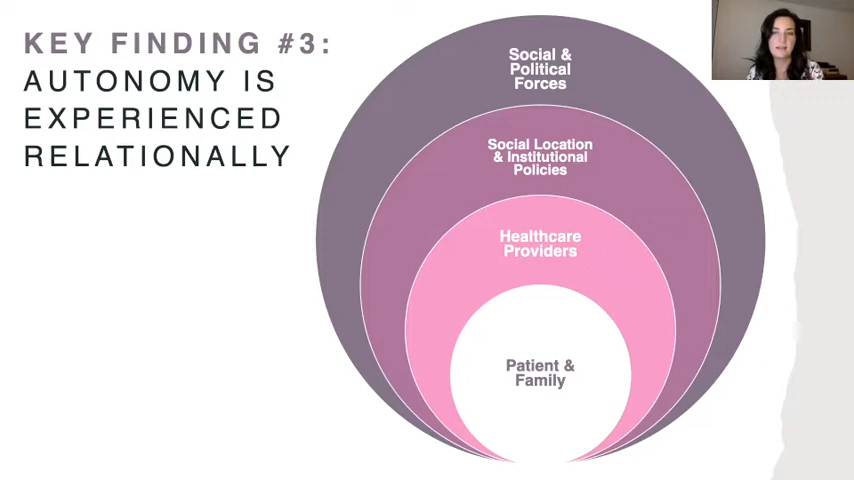 KEY FINDING #3:
AUTONOMY IS
EXPERIENCED
RELATIONALLY
Social &
Political
Forces
Social Location
& Institutional
Policies
Healthcare
Providers
Patient &
Family